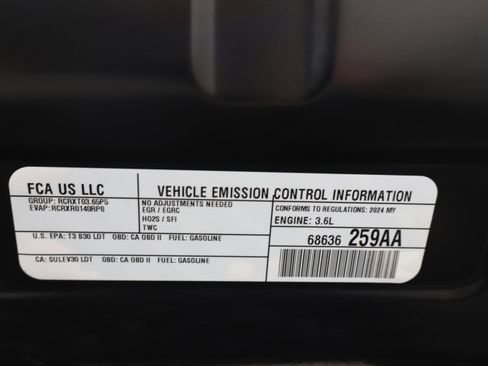 FCA US LLC
GROUP: RCRXT03.65P5
EVAP: RCRXR0140RP0
VEHICLE EMISSION CONTROL INFORMATION
NO ADJUSTMENTS NEEDED
EGR / EGRC
HO2S / SFI
TWC
CONFORMS TO REGULATIONS: 2024 MY
ENGINE: 3.6L
68636 259AA
U.S. EPA: T3 B30 LDT OBD: CA OBD II FUEL: GASOLINE
CA: SULEV30 LDT OBD: CA OBD II FUEL: GASOLINE